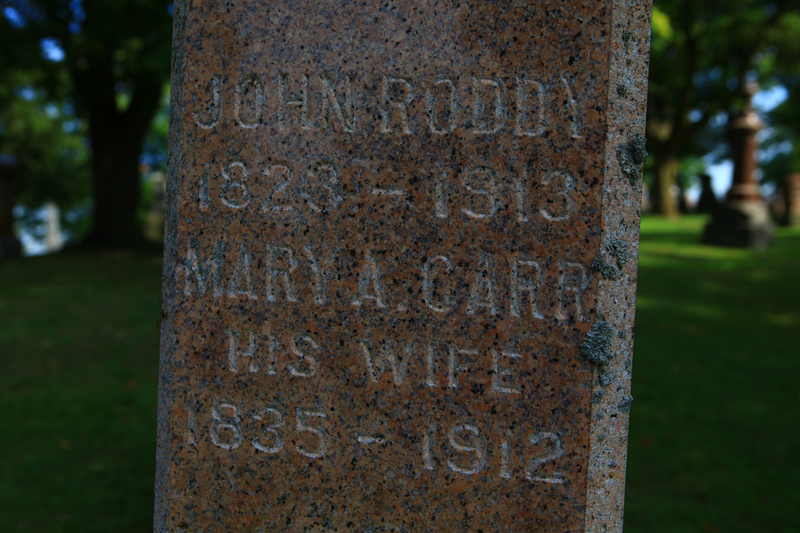 JOHN RODDY
1823 - 1913
MARY A. CARR
HIS WIFE
1835 - 1912